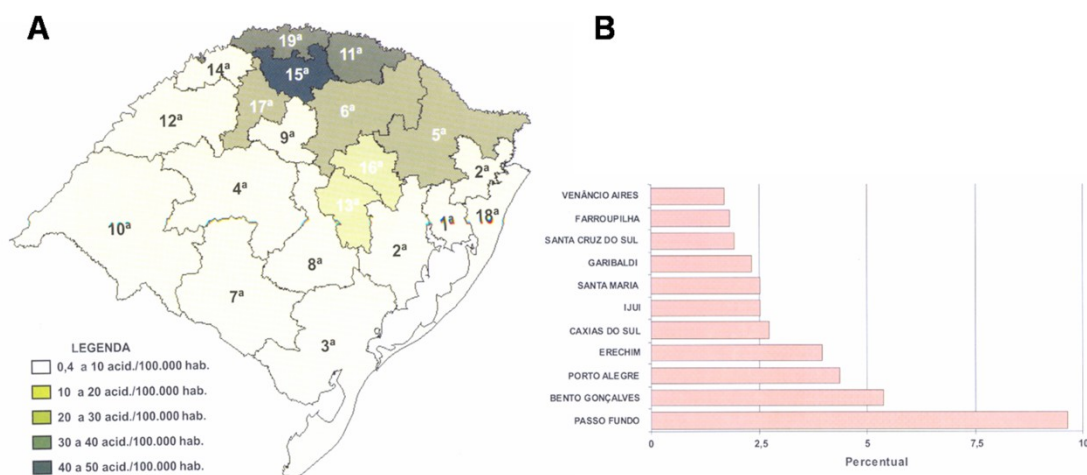 A
B
19ª
11ª
14ª
15ª
17ª
6ª
12ª
9ª
5ª
2ª
16ª
4ª
13ª
10ª
1ª
18ª
2ª
8ª
7ª
3ª
LEGENDA
0,4 a 10 acid./100.000 hab.
10 a 20 acid./100.000 hab.
20 a 30 acid./100.000 hab.
30 a 40 acid./100.000 hab.
40 a 50 acid./100.000 hab.
VENÂNCIO AIRES
FARROUPILHA
SANTA CRUZ DO SUL
GARIBALDI
SANTA MARIA
IJUI
CAXIAS DO SUL
ERECHIM
PORTO ALEGRE
BENTO GONÇALVES
PASSO FUNDO
0 2,5 5 7,5 10
Percentual